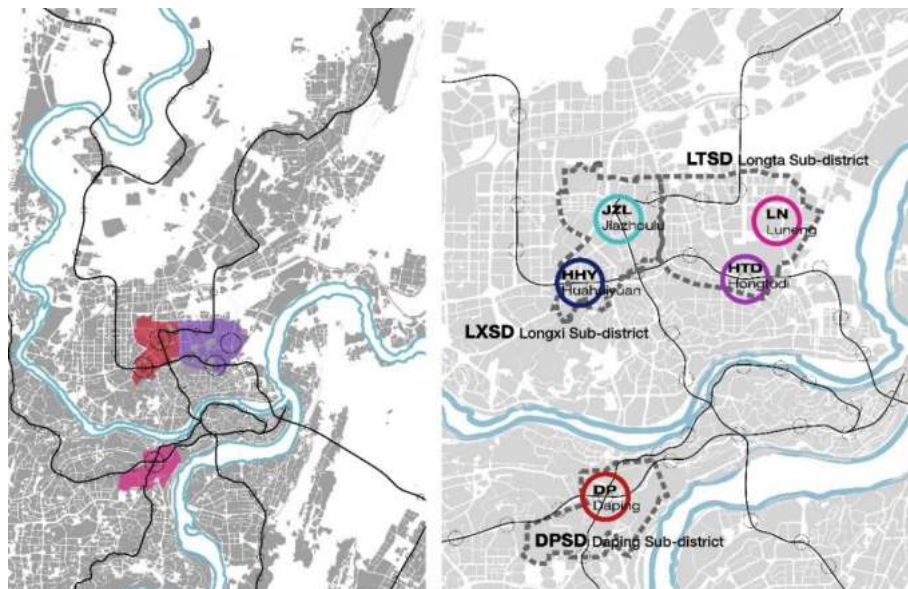 LTSD Longta Sub-district
JZL
Jiazhoulu
LN
Luneng
HHY
Huahuiyuan
HTD
Hongtudi
LXSD Longxi Sub-district
DP
Daping
DPSD Daping Sub-district